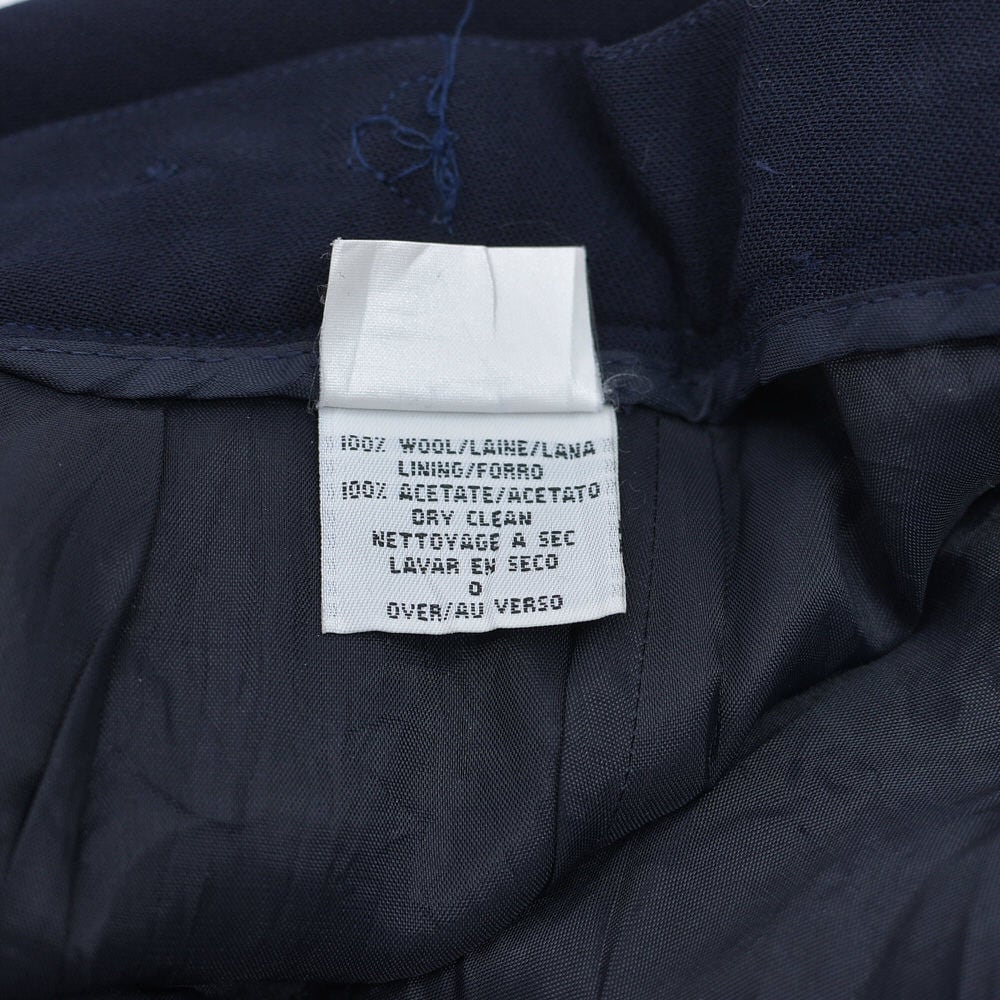 100% WOOL/LAINE/LANA
LINING/FORRO
100% ACETATE/ACETATO
DRY CLEAN
NETTOYAGE A SEC
LAVAR EN SECO
0
OVER/AU VERSO